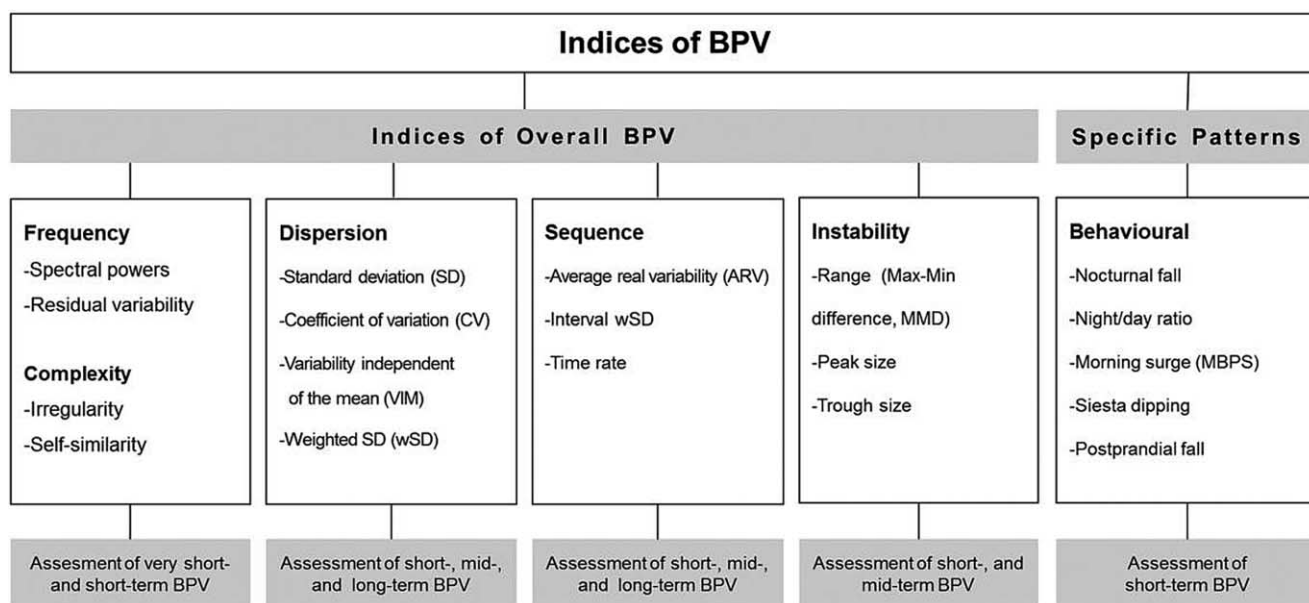 Indices of BPV
Indices of Overall BPV
Specific Patterns
Frequency
-Spectral powers
-Residual variability
Complexity
-Irregularity
-Self-similarity
Assessment of very short-
and short-term BPV
Dispersion
-Standard deviation (SD)
-Coefficient of variation (CV)
-Variability independent
of the mean (VIM)
-Weighted SD (wSD)
Assessment of short-, mid-,
and long-term BPV
Sequence
-Average real variability (ARV)
-Interval wSD
-Time rate
Assessment of short-, mid-,
and long-term BPV
Instability
-Range (Max-Min
difference, MMD)
-Peak size
-Trough size
Assessment of short-, and
mid-term BPV
Behavioural
-Nocturnal fall
-Night/day ratio
-Morning surge (MBPS)
-Siesta dipping
-Postprandial fall
Assessment of
short-term BPV